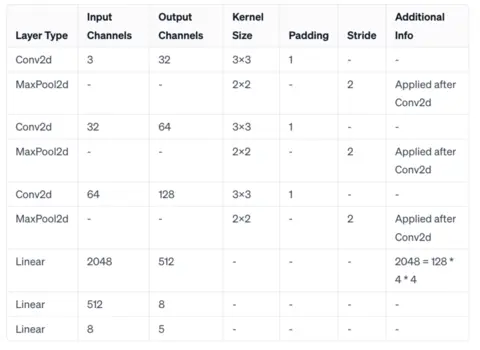 Layer Type Input Channels Output Channels Kernel Size Padding Stride Additional Info
Conv2d 3 32 3×3 1 - -
MaxPool2d - - 2×2 - 2 Applied after Conv2d
Conv2d 32 64 3×3 1 - -
MaxPool2d - - 2×2 - 2 Applied after Conv2d
Conv2d 64 128 3×3 1 - -
MaxPool2d - - 2×2 - 2 Applied after Conv2d
Linear 2048 512 - - - 2048 = 128 * 4 * 4
Linear 512 8 - - - -
Linear 8 5 - - - -